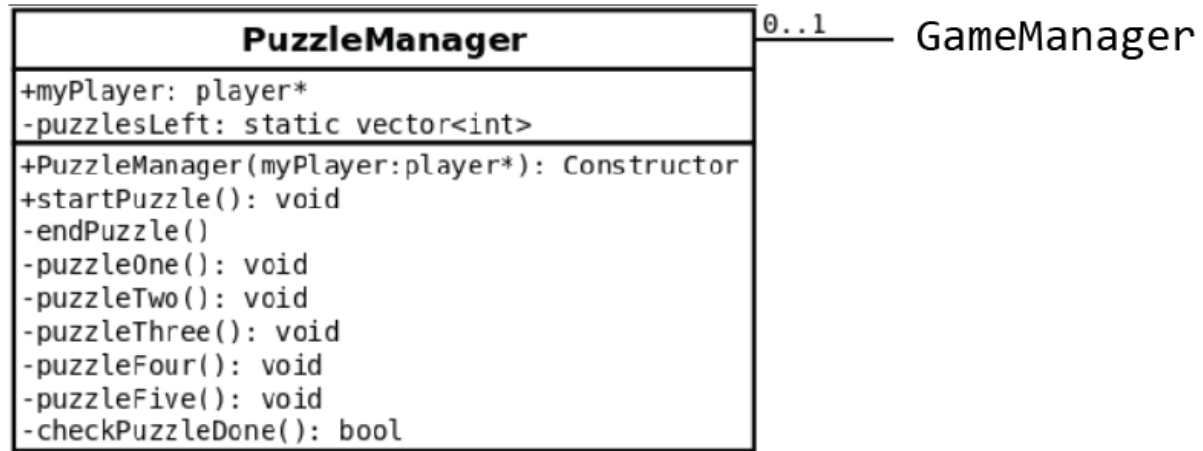 PuzzleManager
0..1
GameManager
+myPlayer: player*
-puzzlesLeft: static vector<int>
+PuzzleManager(myPlayer:player*): Constructor
+startPuzzle(): void
-endPuzzle()
-puzzleOne(): void
-puzzleTwo(): void
-puzzleThree(): void
-puzzleFour(): void
-puzzleFive(): void
-checkPuzzleDone(): bool